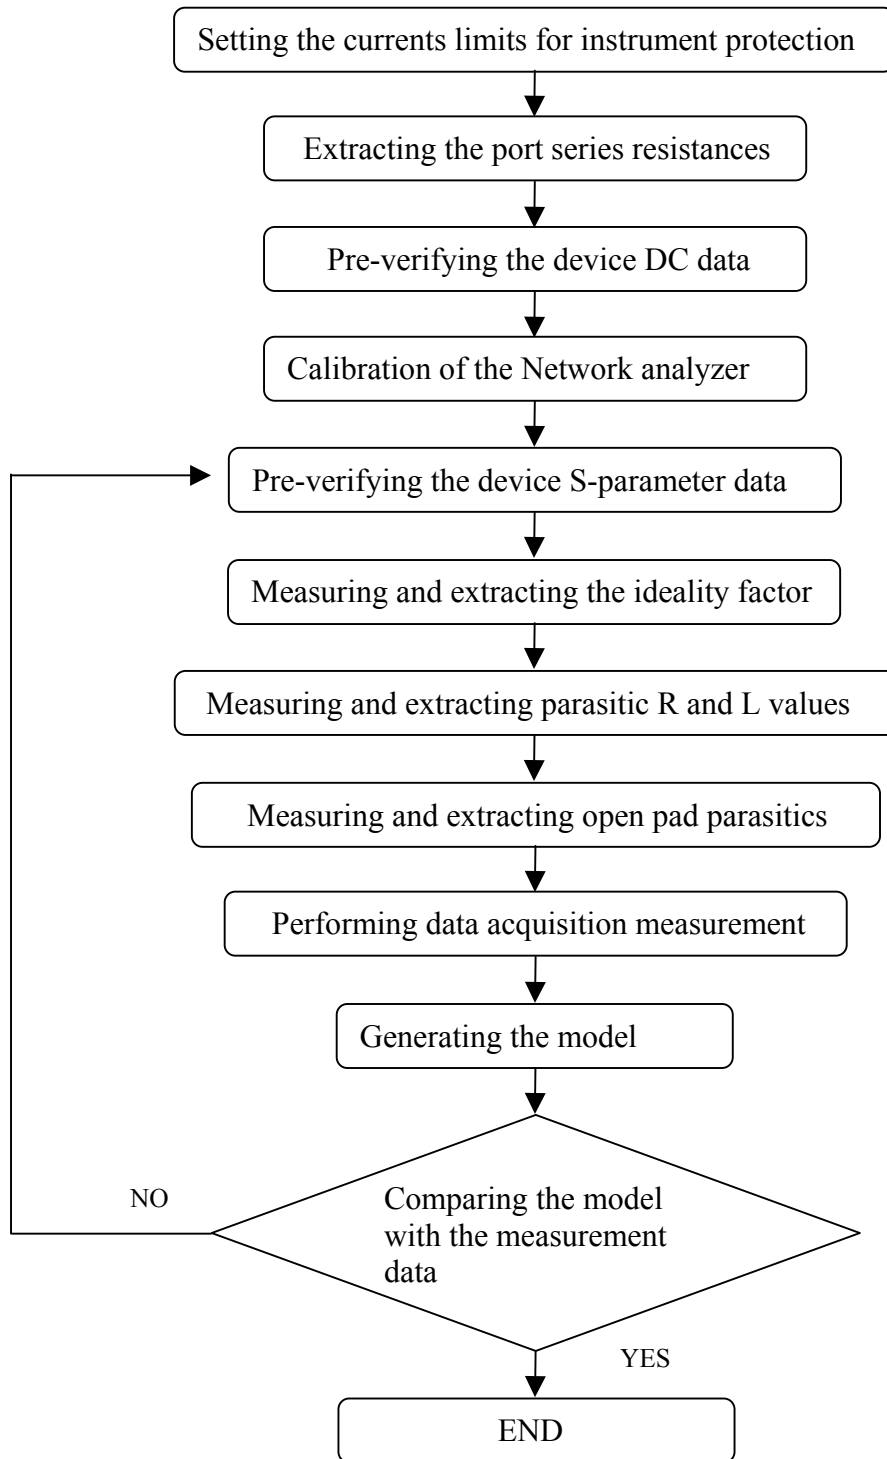 Setting the currents limits for instrument protection
Extracting the port series resistances
Pre-verifying the device DC data
Calibration of the Network analyzer
Pre-verifying the device S-parameter data
Measuring and extracting the ideality factor
Measuring and extracting parasitic R and L values
Measuring and extracting open pad parasitics
Performing data acquisition measurement
Generating the model
NO
Comparing the model
with the measurement
data
YES
END